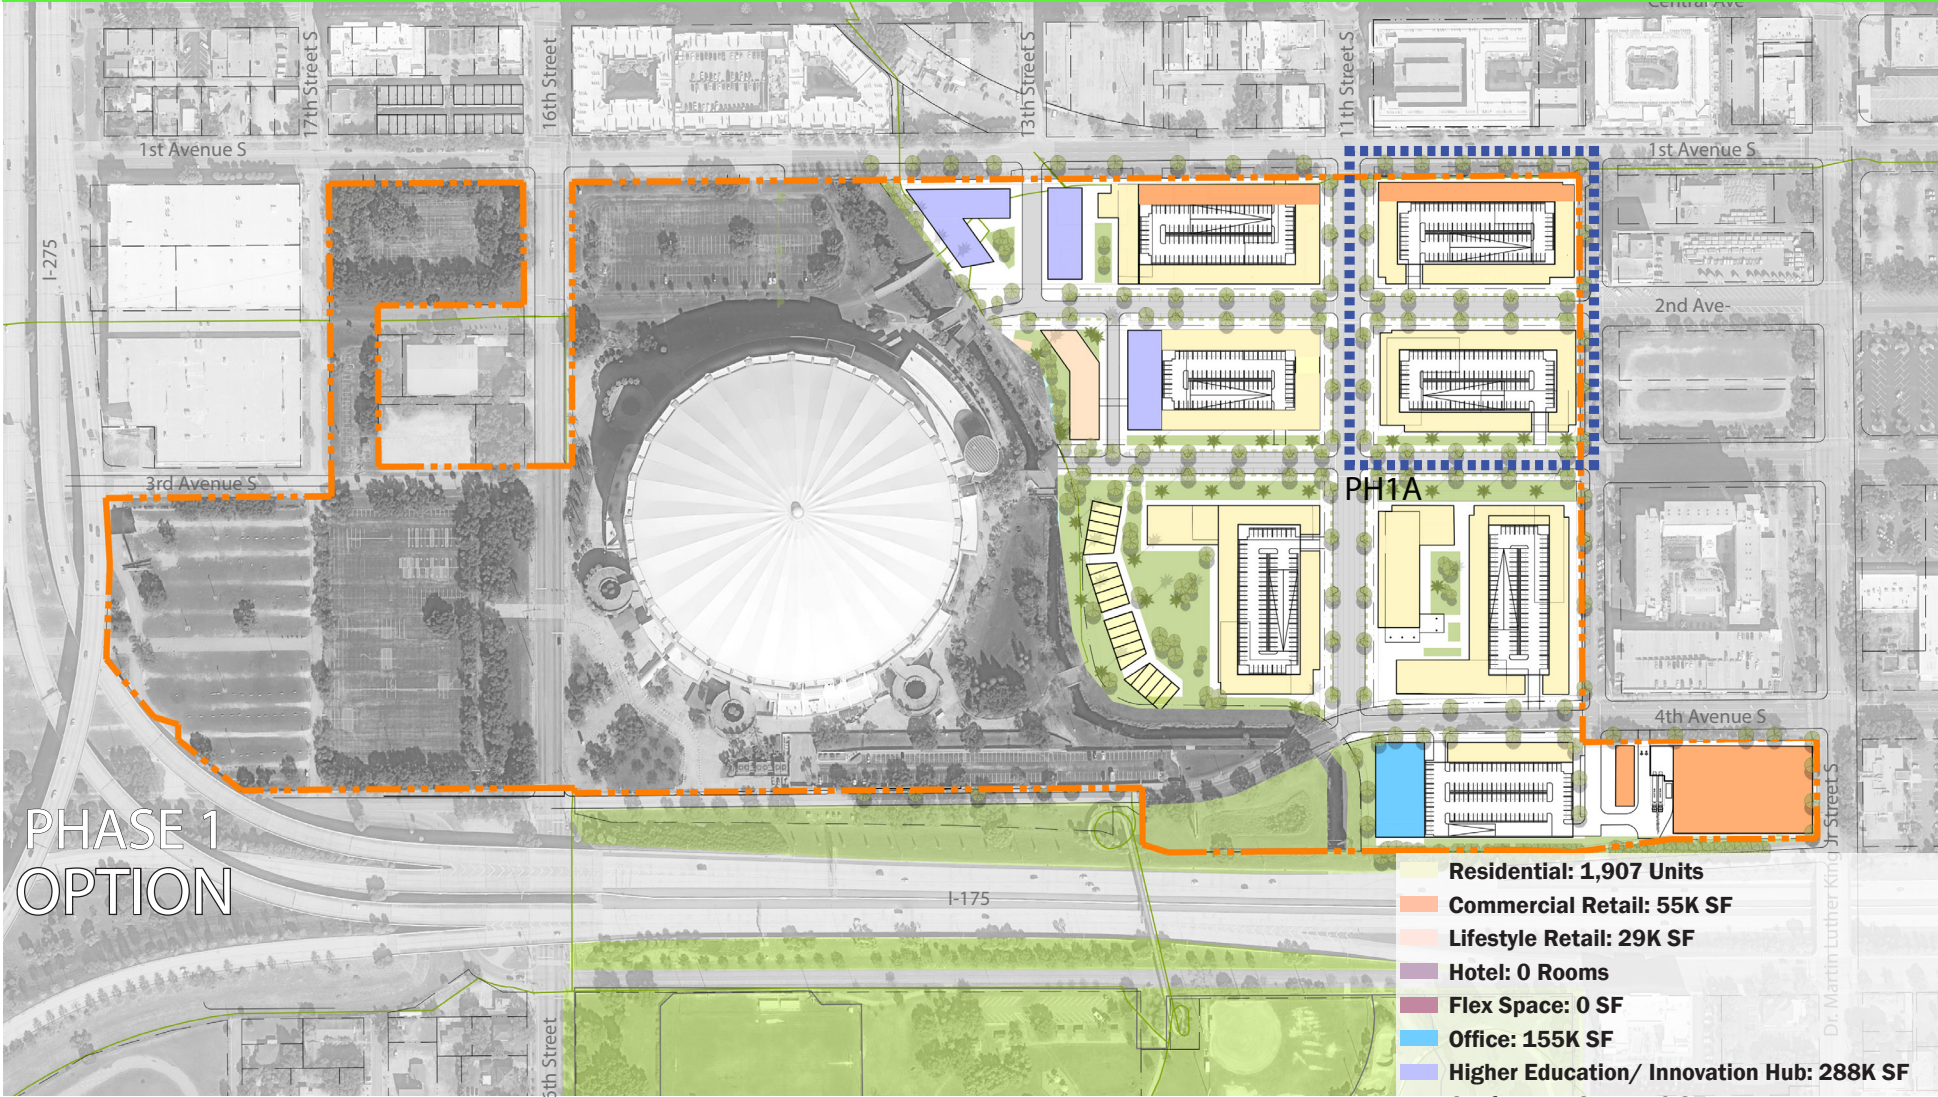 Central Ave
17th Street S
16th Street
13th Street S
11th Street S
1st Avenue S
1st Avenue S
I-275
2nd Ave-
3rd Avenue S
PH1A
4th Avenue S
Dr. Martin Luther King Jr Street S
PHASE 1
OPTION
I-175
6th Street
Residential: 1,907 Units
Commercial Retail: 55K SF
Lifestyle Retail: 29K SF
Hotel: 0 Rooms
Flex Space: 0 SF
Office: 155K SF
Higher Education/ Innovation Hub: 288K SF